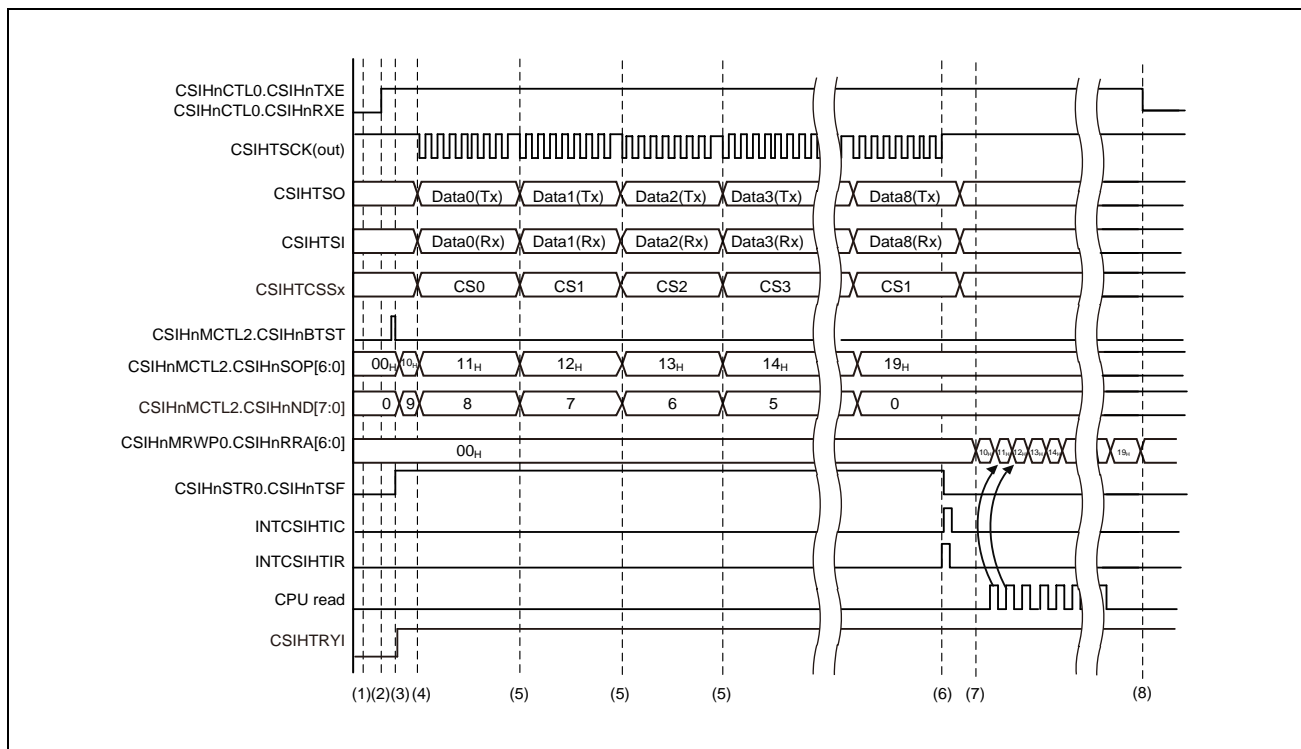 CSIHnCTL0.CSIHnTXE
CSIHnCTL0.CSIHnRXE
CSIHTSCK(out)
CSIHTSO Data0(Tx) Data1(Tx) Data2(Tx) Data3(Tx) Data8(Tx)
CSIHTSI Data0(Rx) Data1(Rx) Data2(Rx) Data3(Rx) Data8(Rx)
CSIHTCSSx CS0 CS1 CS2 CS3 CS1
CSIHnMCTL2.CSIHnBTST
CSIHnMCTL2.CSIHnSOP[6:0] 00H 10H 11H 12H 13H 14H 19H
CSIHnMCTL2.CSIHnND[7:0] 0 9 8 7 6 5 0
CSIHnMRWP0.CSIHnRRA[6:0] 00H 10H 11H 12H 13H 14H 19H
CSIHnSTR0.CSIHnTSF
INTCSIHTIC
INTCSIHTIR
CPU read
CSIHTRYI
(1) (2) (3) (4) (5) (5) (5) (6) (7) (8)